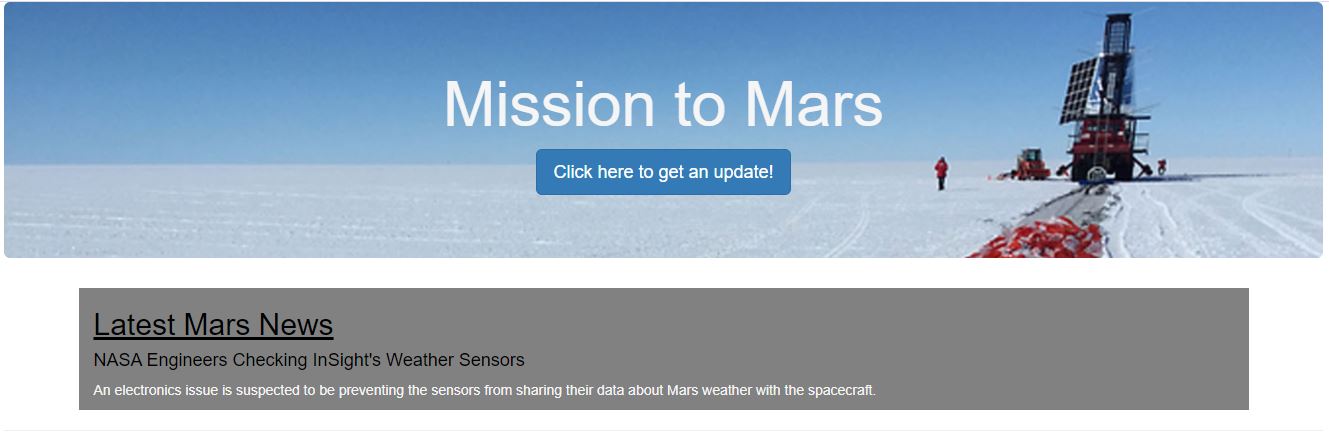 Mission to Mars
Click here to get an update!
Latest Mars News
NASA Engineers Checking InSight's Weather Sensors
An electronics issue is suspected to be preventing the sensors from sharing their data about Mars weather with the spacecraft.